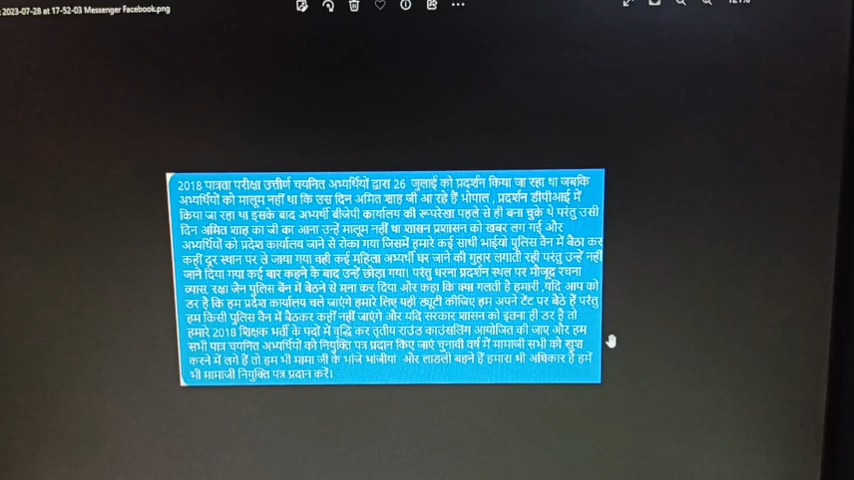 2023-07-28 at 17-52-03 Messenger Facebook.png
2018 पात्रता परीक्षा उत्तीर्ण चयनित अभ्यर्थियों द्वारा 26 जुलाई को प्रदर्शन किया जा रहा था जबकि
अभ्यर्थियों को मालूम नहीं था कि उस दिन अमित शाह जी आ रहे हैं भोपाल , प्रदर्शन डीपीआई में
किया जा रहा था इसके बाद अभ्यर्थी बीजेपी कार्यालय की रूपरेखा पहले से ही बना चुके थे परंतु उसी
दिन अमित शाह का जी का आना उन्हें मालूम नहीं था शासन प्रशासन को खबर लग गई और
अभ्यर्थियों को प्रदेश कार्यालय जाने से रोका गया जिसमें हमारे कई साथी भाईयो पुलिस वैन में बैठा कर
कहीं दूर स्थान पर ले जाया गया वही कई महिला अभ्यर्थी घर जाने की गुहार लगाती रही परंतु उन्हें नहीं
जाने दिया गया कई बार कहने के बाद उन्हें छोड़ा गया। परंतु धरना प्रदर्शन स्थल पर मौजूद रचना
व्यास, रक्षा जैन पुलिस बैन में बैठने से मना कर दिया और कहा कि क्या गलती है हमारी ,यदि आप को
डर है कि हम प्रदेश कार्यालय चले जाएंगे हमारे लिए यही ड्यूटी कीजिए हम अपने टेंट पर बैठे हैं परंतु
हम किसी पुलिस वैन में बैठकर कहीं नहीं जाएंगे और यदि सरकार शासन को इतना ही डर है तो
हमारे 2018 शिक्षक भर्ती के पदों में वृद्धि कर तृतीय राउंड काउंसलिंग आयोजित की जाए और हम
सभी पात्र चयनित अभ्यर्थियों को नियुक्ति पत्र प्रदान किए जाएं चुनावी वर्ष में मामाजी सभी को खुश
करने में लगे हैं तो हम भी मामा जी के भांजे भांजीयां और लाडली बहने हैं हमारा भी अधिकार है हमें
भी मामाजी नियुक्ति पत्र प्रदान करें।